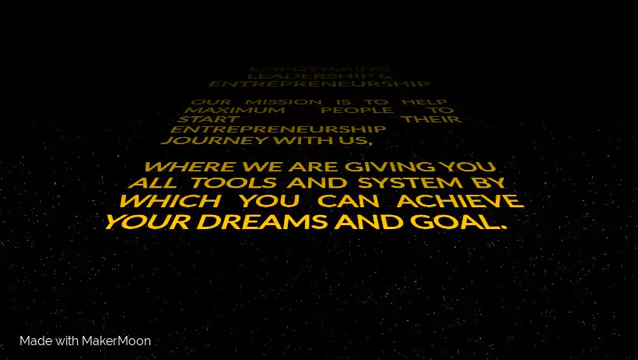 EMPOWERING
LEADERSHIP &
ENTREPRENEURSHIP
OUR MISSION IS TO HELP
MAXIMUM PEOPLE TO
START THEIR
ENTREPRENEURSHIP
JOURNEY WITH US,
WHERE WE ARE GIVING YOU
ALL TOOLS AND SYSTEM BY
WHICH YOU CAN ACHIEVE
YOUR DREAMS AND GOAL.
Made with MakerMoon